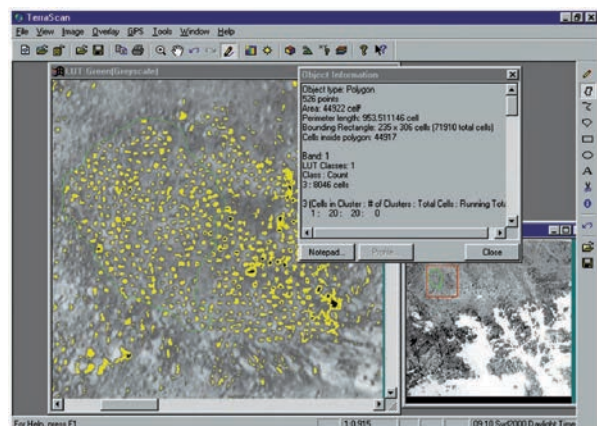 TerraScan
File View Image Overlay GPS Tools Window Help
LUT Green(Greyscale)
Object Information
Object type: Polygon
526 points
Area: 44922 cell²
Perimeter length: 953.511146 cell
Bounding Rectangle: 235 x 306 cells (71910 total cells)
Cells inside polygon: 44917
Band: 1
LUT Classes: 1
Class : Count
3 : 8046 cells
3 (Cells in Cluster : # of Clusters : Total Cells : Running Tota
1 : 20 : 20 : 0
Notepad... Profile... Close
A
For Help, press F1
1:0.915
Daylight Time